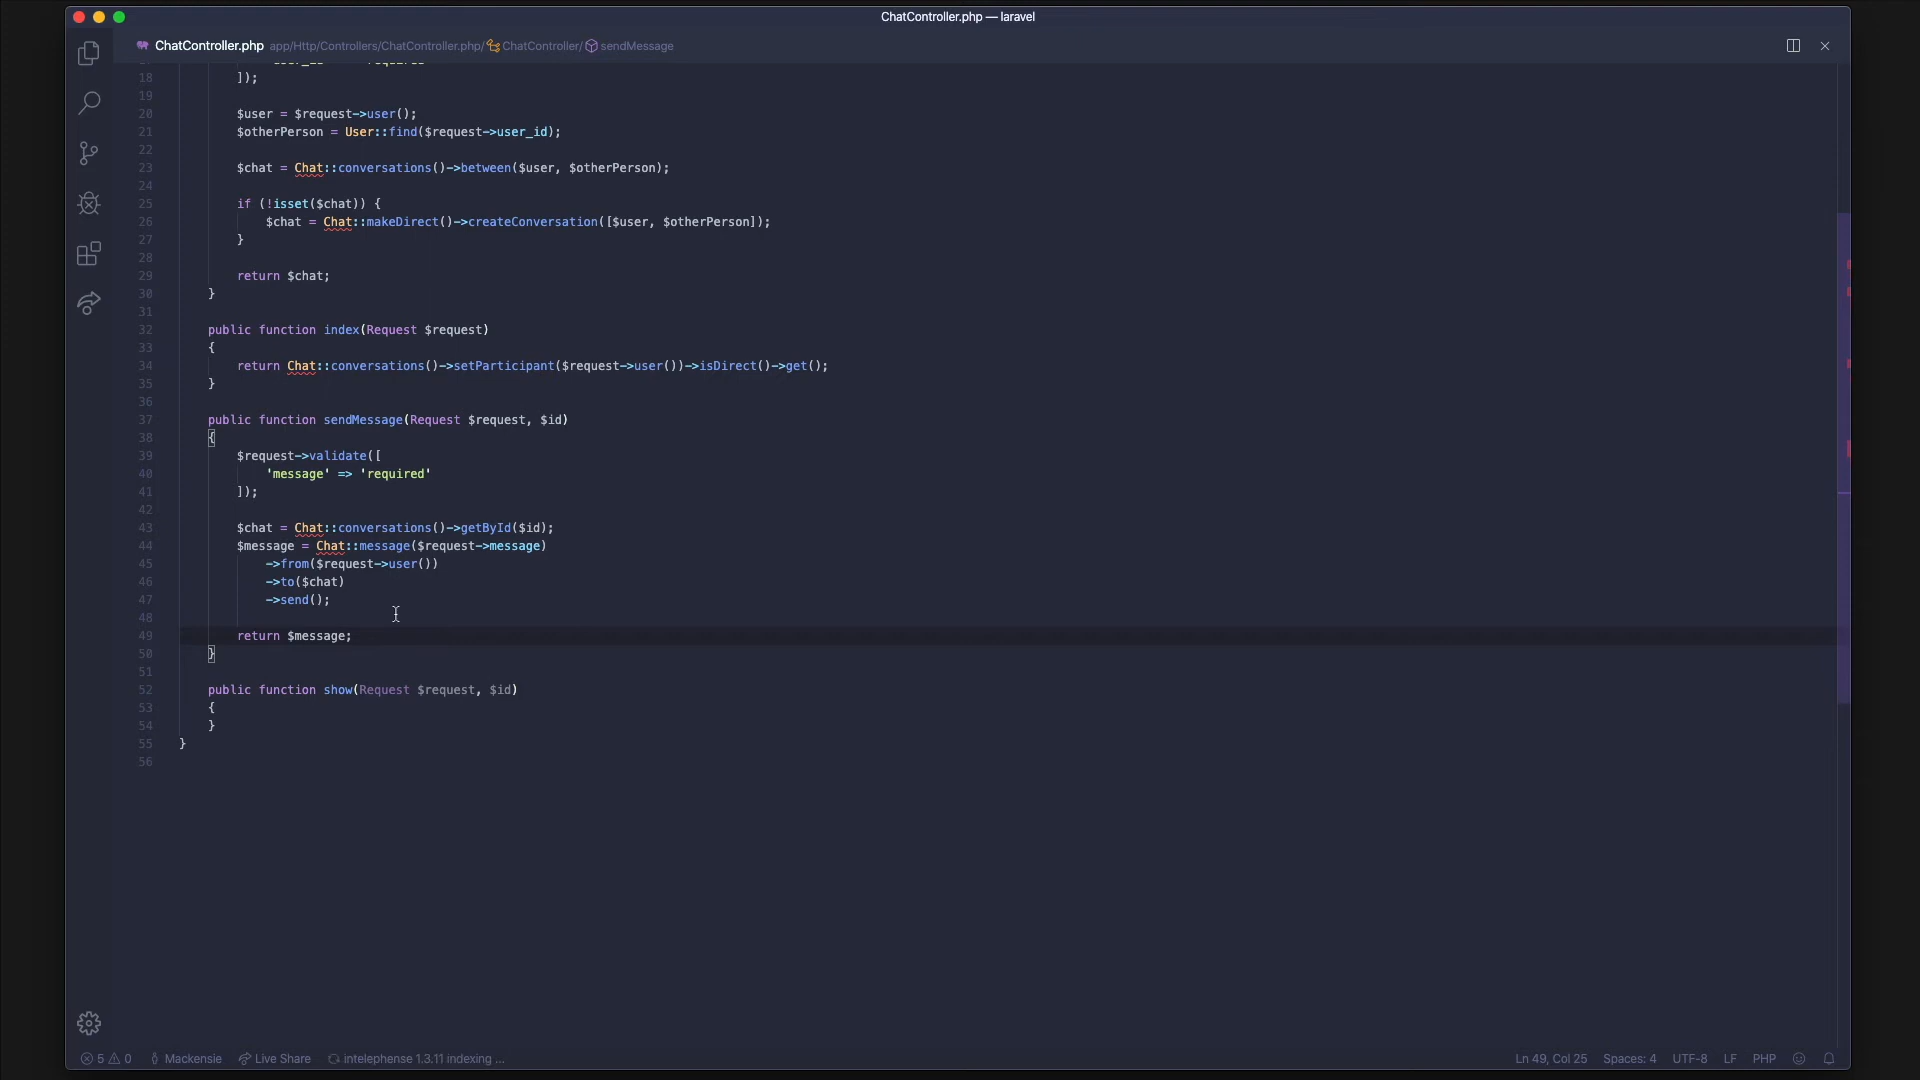 ChatController.php — laravel
ChatController.php app/Http/Controllers/ChatController.php/ ChatController/ sendMessage
18 ]);
19
20 $user = $request->user();
21 $otherPerson = User::find($request->user_id);
22
23 $chat = Chat::conversations()->between($user, $otherPerson);
24
25 if (!isset($chat)) {
26 $chat = Chat::makeDirect()->createConversation([$user, $otherPerson]);
27 }
28
29 return $chat;
30 }
31
32 public function index(Request $request)
33 {
34 return Chat::conversations()->setParticipant($request->user())->isDirect()->get();
35 }
36
37 public function sendMessage(Request $request, $id)
38 {
39 $request->validate([
40 'message' => 'required'
41 ]);
42
43 $chat = Chat::conversations()->getById($id);
44 $message = Chat::message($request->message)
45 ->from($request->user())
46 ->to($chat)
47 ->send();
48
49 return $message;
50 }
51
52 public function show(Request $request, $id)
53 {
54 }
55 }
56
5 0 Mackensie Live Share intelephense 1.3.11 indexing ... Ln 49, Col 25 Spaces: 4 UTF-8 LF PHP